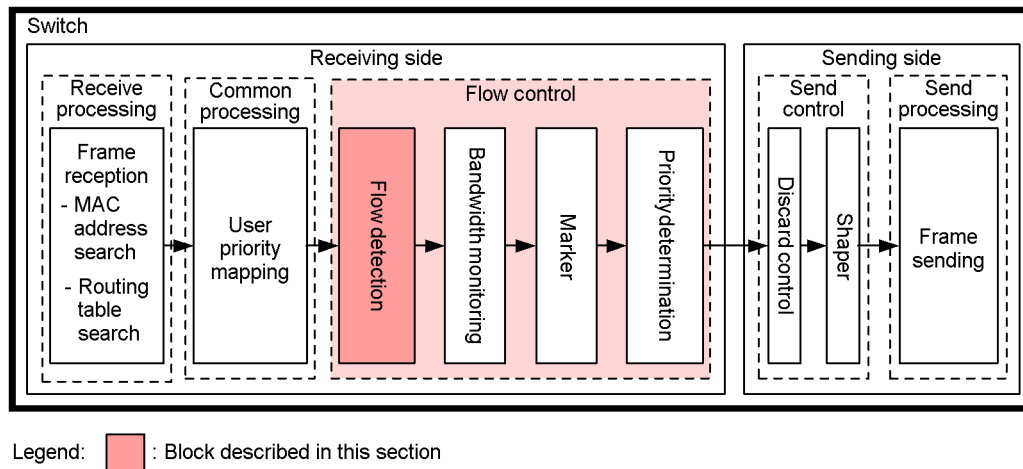 Switch
Receiving side
Receive
processing
Frame
reception
- MAC
address
search
- Routing
table
search
Common
processing
User
priority
mapping
Flow control
Flow detection
Bandwidth monitoring
Marker
Priority determination
Sending side
Send
control
Discard control
Shaper
Send
processing
Frame
sending
Legend: : Block described in this section